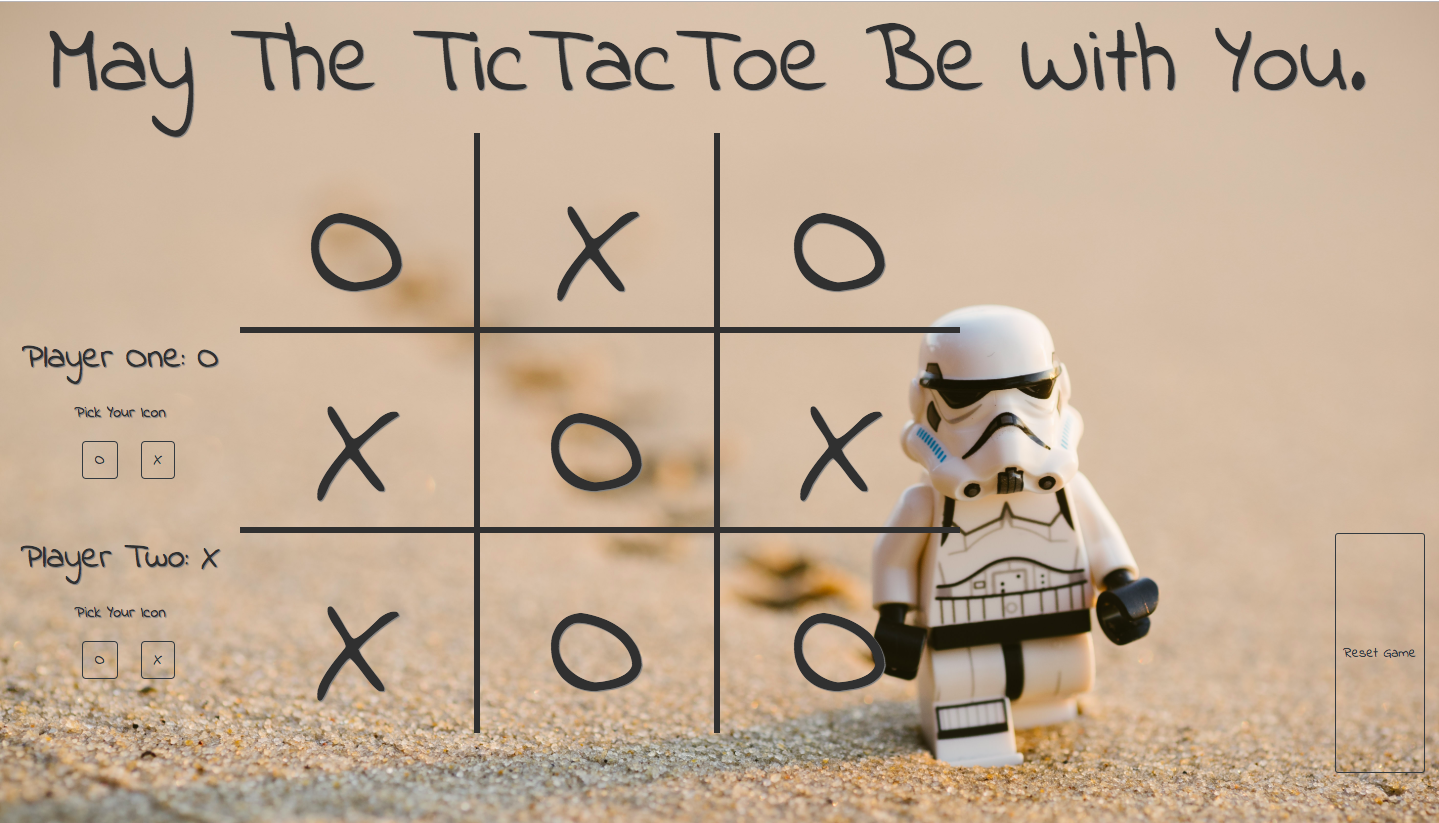 May The TicTacToe Be With You.
O X O
Player One: O
Pick Your Icon
O X
X O X
Player Two: X
Pick Your Icon
O X
X O O
Reset Game